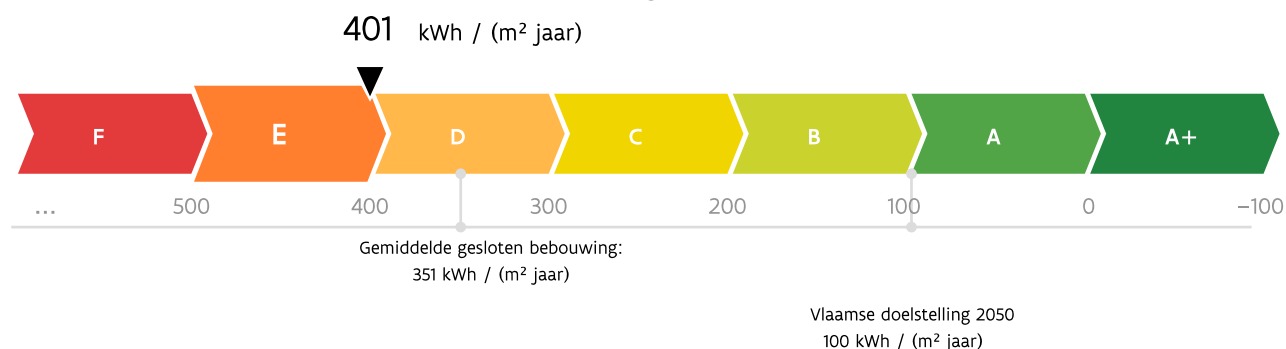 401 kWh / (m² jaar)
F E D C B A A+
... 500 400 300 200 100 0 −100
Gemiddelde gesloten bebouwing:
351 kWh / (m² jaar)
Vlaamse doelstelling 2050
100 kWh / (m² jaar)